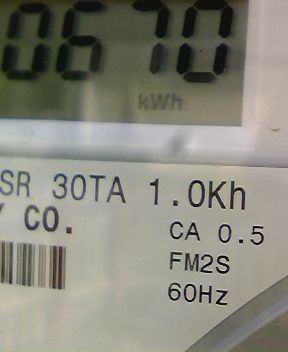 0670
kWh
SR 30TA 1.0Kh
Y CO.
CA 0.5
FM2S
60Hz